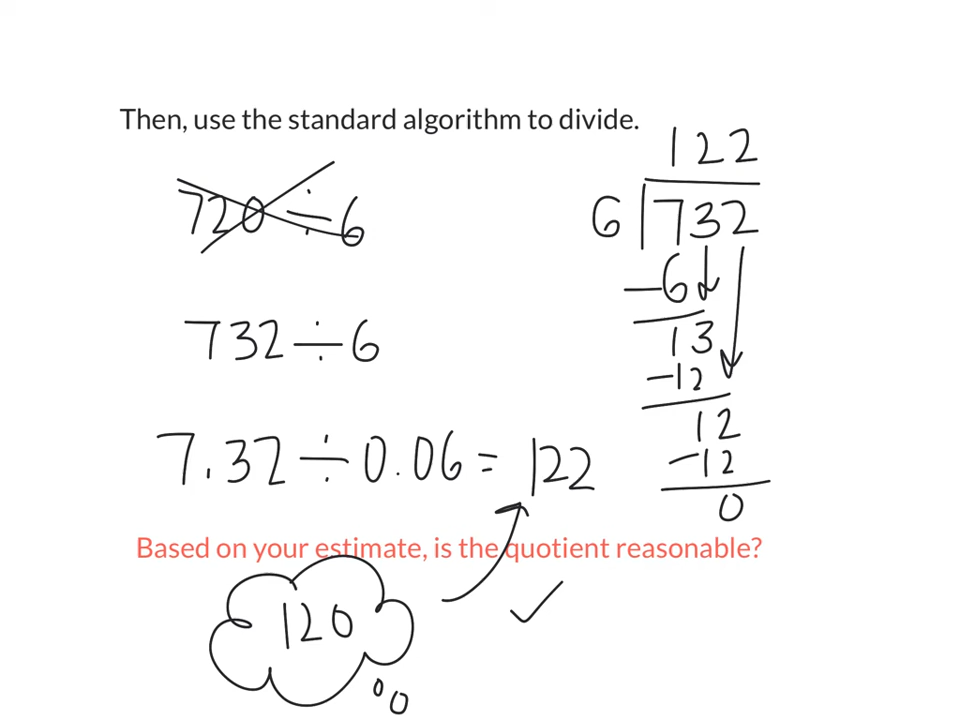 Then, use the standard algorithm to divide.
720 ÷ 6
732 ÷ 6
7.32 ÷ 0.06 = 122
122
6 732
-6
13
-12
12
-12
0
Based on your estimate, is the quotient reasonable?
120